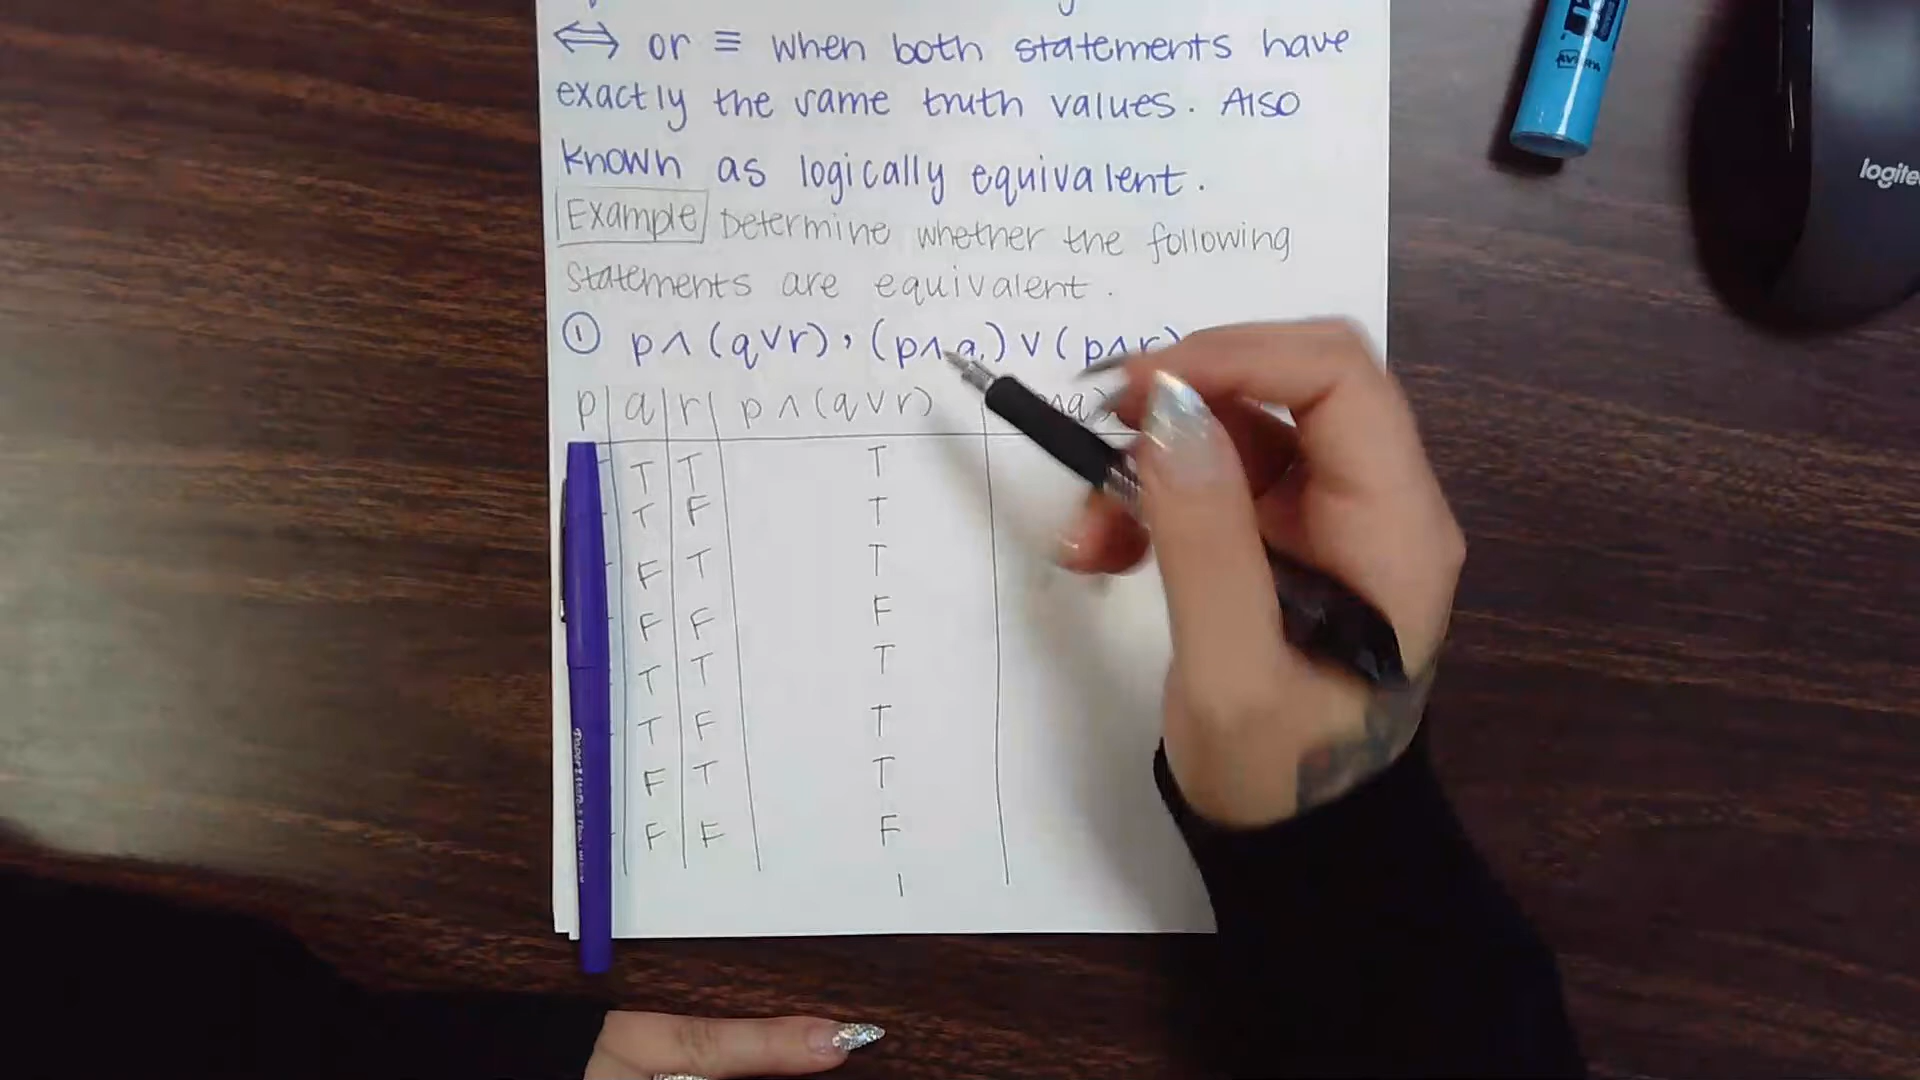 ⟺ or ≡ when both statements have
exactly the same truth values. Also
known as logically equivalent.
Example Determine whether the following
statements are equivalent.
① p∧(q∨r), (p∧q)∨(p∧r)
p q r p∧(q∨r) ∧q)
T T T
T F T
F T T
F F F
T T T
T F T
F T T
F F F
logite